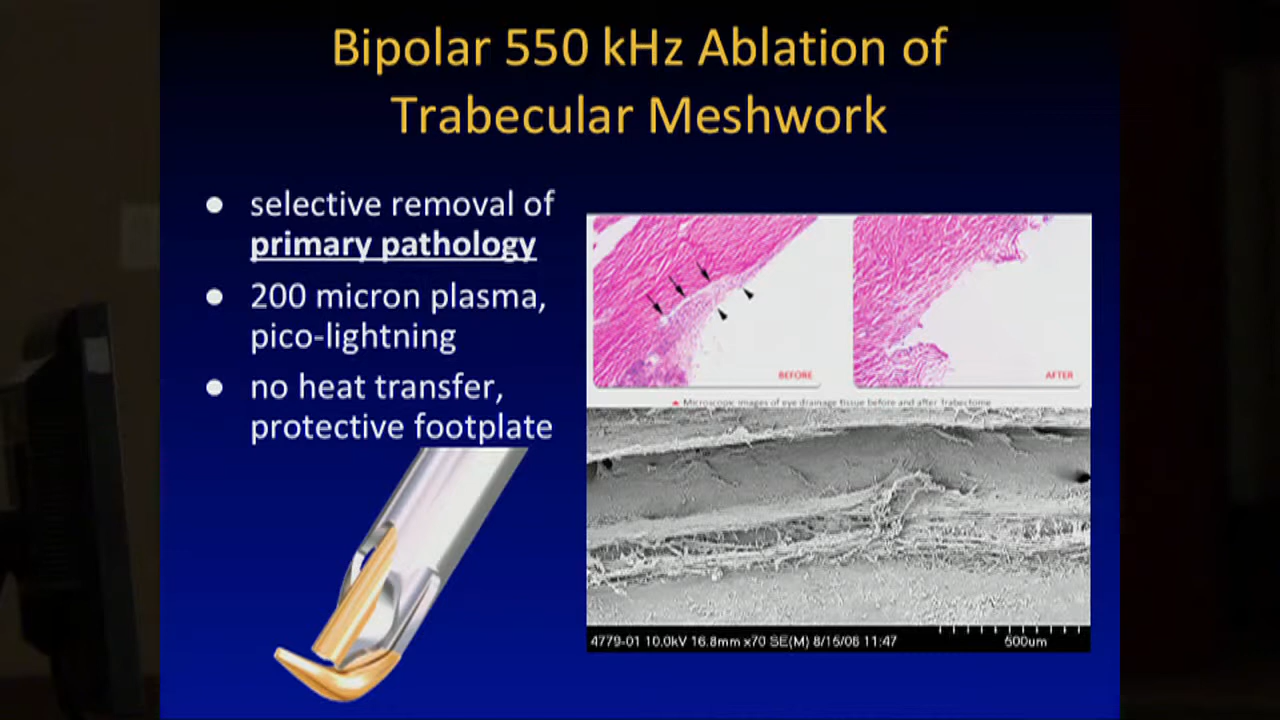 Bipolar 550 kHz Ablation of
Trabecular Meshwork
● selective removal of
primary pathology
● 200 micron plasma,
pico-lightning
● no heat transfer,
protective footplate
BEFORE
AFTER
Microscopic images of eye drainage tissue before and after Trabectome
4779-01 10.0kV 16.8mm x70 SE(M) 8/15/06 11:47
500um